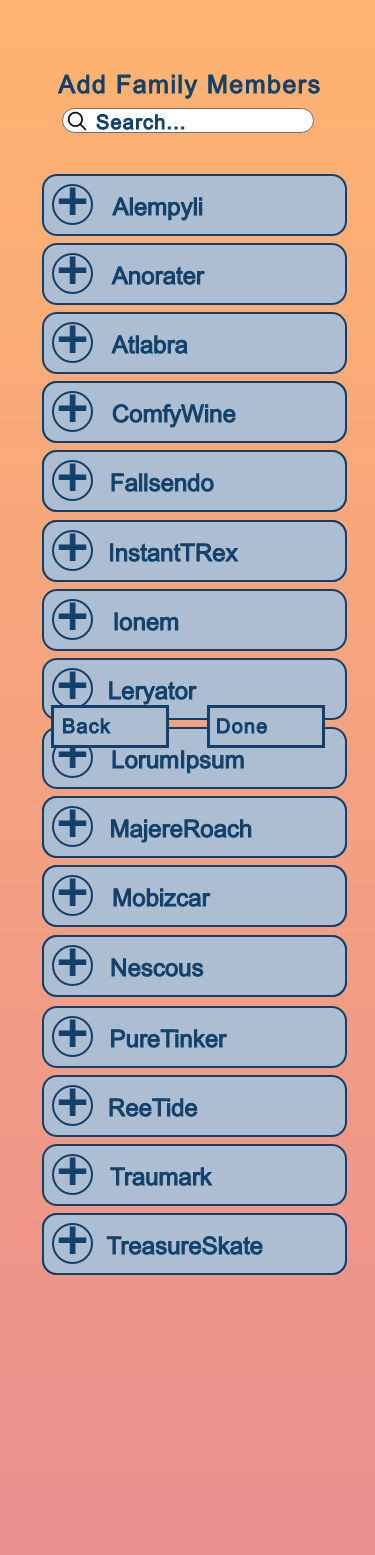 Add Family Members
Search...
Alempyli
Anorater
Atlabra
ComfyWine
Fallsendo
InstantTRex
Ionem
Leryator
Back
Done
LorumIpsum
MajereRoach
Mobizcar
Nescous
PureTinker
ReeTide
Traumark
TreasureSkate